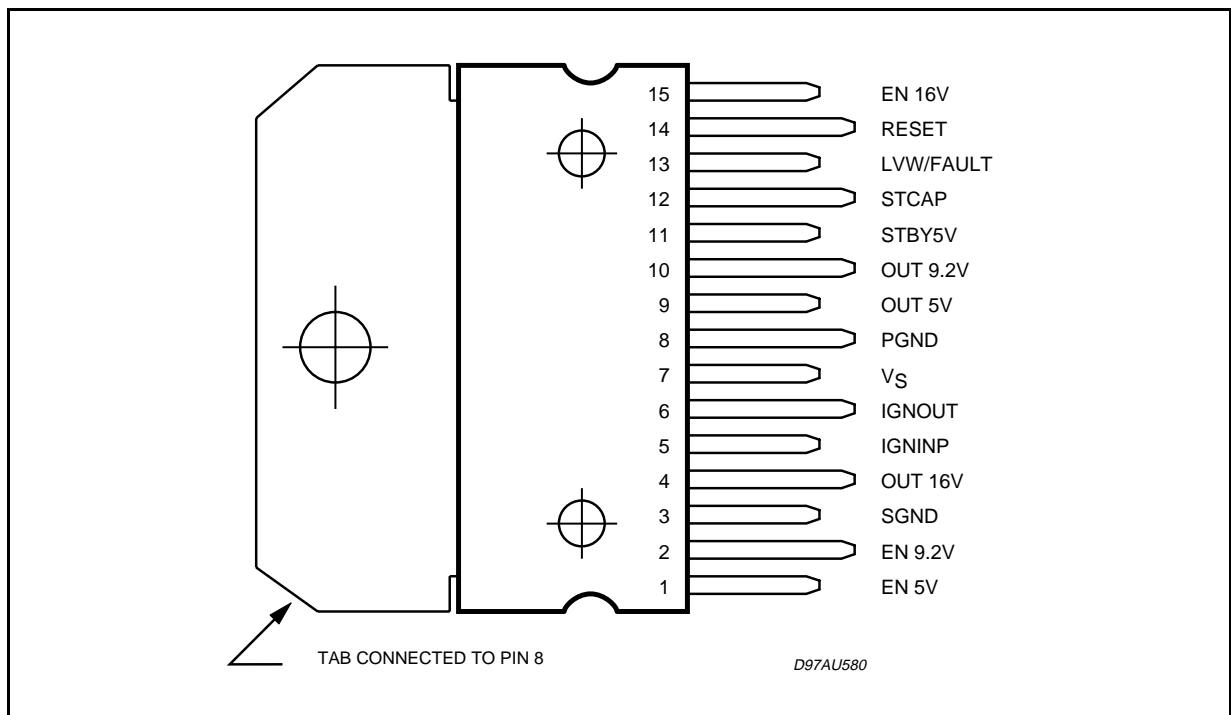 15 EN 16V
14 RESET
13 LVW/FAULT
12 STCAP
11 STBY5V
10 OUT 9.2V
9 OUT 5V
8 PGND
7 VS
6 IGNOUT
5 IGNINP
4 OUT 16V
3 SGND
2 EN 9.2V
1 EN 5V
TAB CONNECTED TO PIN 8
D97AU580